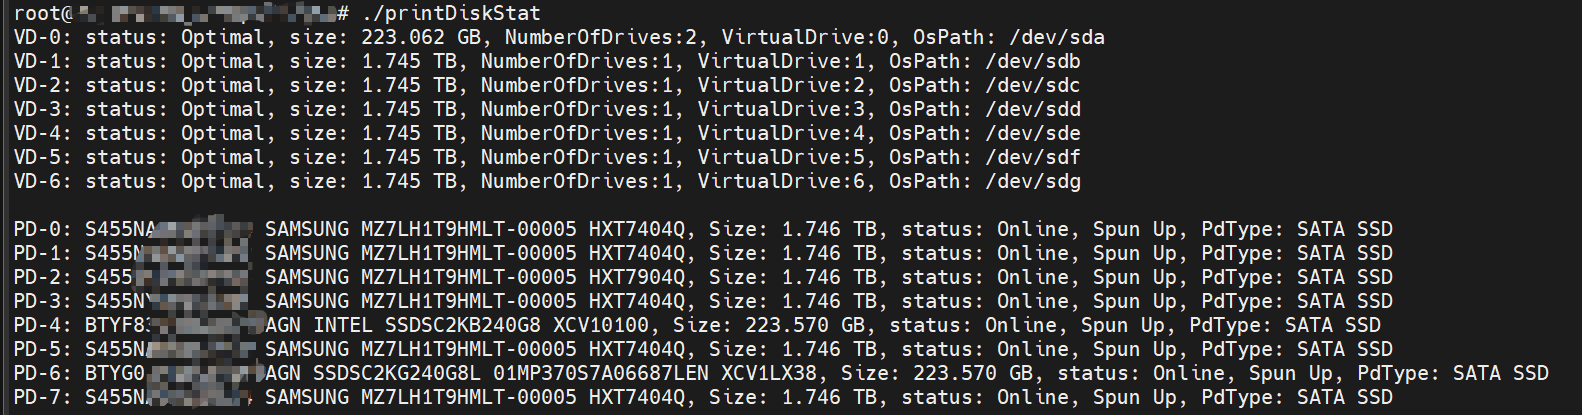 root@ # ./printDiskStat
VD-0: status: Optimal, size: 223.062 GB, NumberOfDrives:2, VirtualDrive:0, OsPath: /dev/sda
VD-1: status: Optimal, size: 1.745 TB, NumberOfDrives:1, VirtualDrive:1, OsPath: /dev/sdb
VD-2: status: Optimal, size: 1.745 TB, NumberOfDrives:1, VirtualDrive:2, OsPath: /dev/sdc
VD-3: status: Optimal, size: 1.745 TB, NumberOfDrives:1, VirtualDrive:3, OsPath: /dev/sdd
VD-4: status: Optimal, size: 1.745 TB, NumberOfDrives:1, VirtualDrive:4, OsPath: /dev/sde
VD-5: status: Optimal, size: 1.745 TB, NumberOfDrives:1, VirtualDrive:5, OsPath: /dev/sdf
VD-6: status: Optimal, size: 1.745 TB, NumberOfDrives:1, VirtualDrive:6, OsPath: /dev/sdg
PD-0: S455NA SAMSUNG MZ7LH1T9HMLT-00005 HXT7404Q, Size: 1.746 TB, status: Online, Spun Up, PdType: SATA SSD
PD-1: S455N SAMSUNG MZ7LH1T9HMLT-00005 HXT7404Q, Size: 1.746 TB, status: Online, Spun Up, PdType: SATA SSD
PD-2: S455 SAMSUNG MZ7LH1T9HMLT-00005 HXT7904Q, Size: 1.746 TB, status: Online, Spun Up, PdType: SATA SSD
PD-3: S455NY SAMSUNG MZ7LH1T9HMLT-00005 HXT7404Q, Size: 1.746 TB, status: Online, Spun Up, PdType: SATA SSD
PD-4: BTYF83 AGN INTEL SSDSC2KB240G8 XCV10100, Size: 223.570 GB, status: Online, Spun Up, PdType: SATA SSD
PD-5: S455NA SAMSUNG MZ7LH1T9HMLT-00005 HXT7404Q, Size: 1.746 TB, status: Online, Spun Up, PdType: SATA SSD
PD-6: BTYG0 AGN SSDSC2KG240G8L 01MP370S7A06687LEN XCV1LX38, Size: 223.570 GB, status: Online, Spun Up, PdType: SATA SSD
PD-7: S455NA SAMSUNG MZ7LH1T9HMLT-00005 HXT7404Q, Size: 1.746 TB, status: Online, Spun Up, PdType: SATA SSD